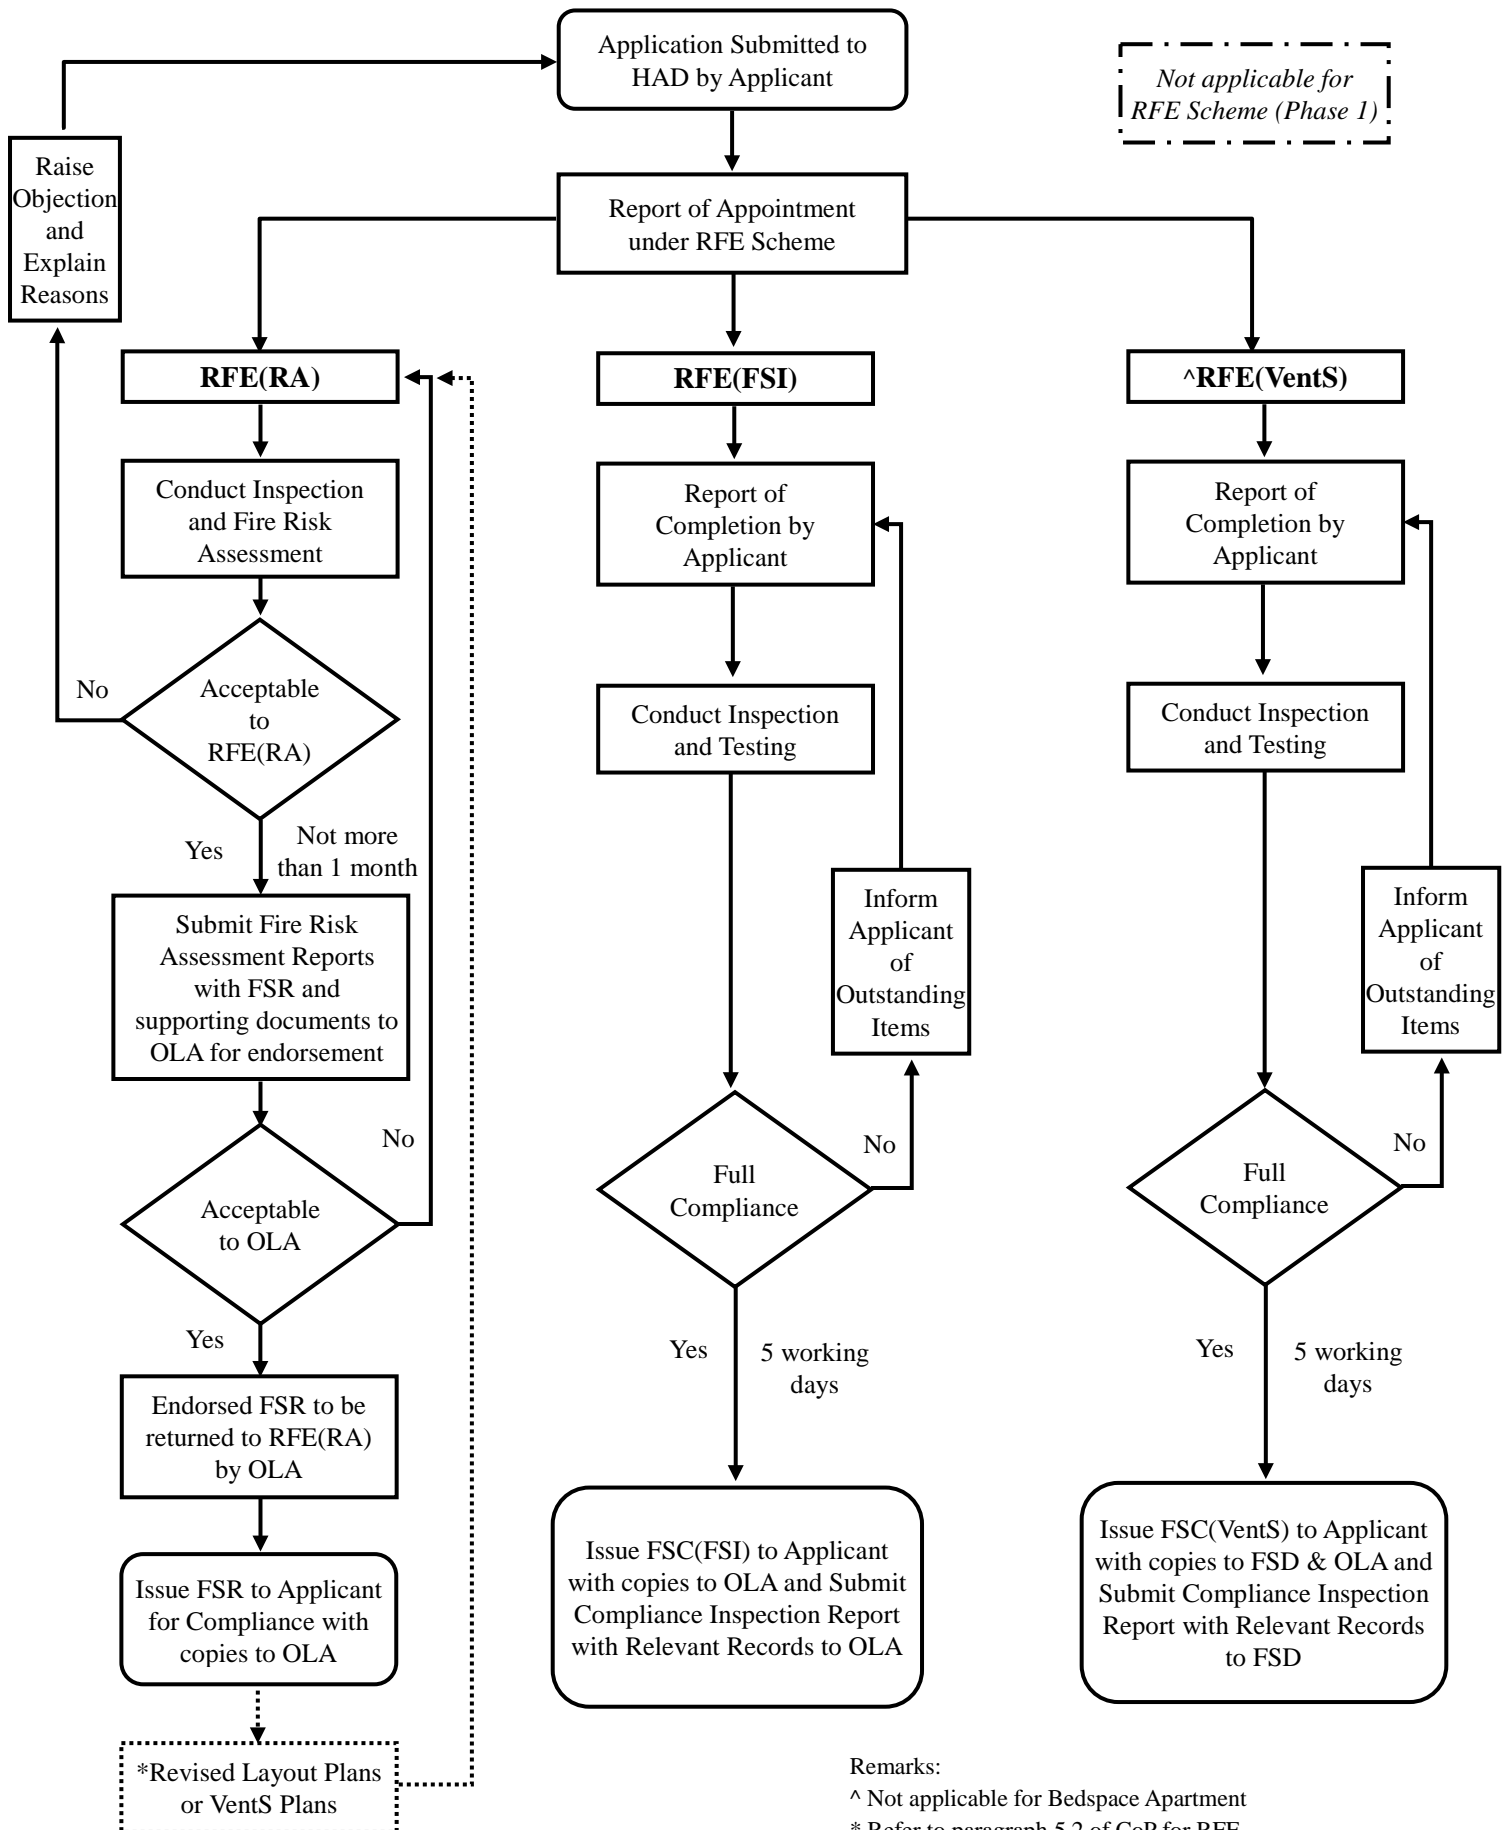 Application Submitted to
HAD by Applicant
Not applicable for
RFE Scheme (Phase 1)
Raise
Objection
and
Explain
Reasons
Report of Appointment
under RFE Scheme
RFE(RA)
RFE(FSI)
^RFE(VentS)
Conduct Inspection
and Fire Risk
Assessment
Report of
Completion by
Applicant
Report of
Completion by
Applicant
No
Acceptable
to
RFE(RA)
Conduct Inspection
and Testing
Conduct Inspection
and Testing
Yes
Not more
than 1 month
Submit Fire Risk
Assessment Reports
with FSR and
supporting documents to
OLA for endorsement
Inform
Applicant
of
Outstanding
Items
Inform
Applicant
of
Outstanding
Items
No
Acceptable
to OLA
No
Full
Compliance
No
Full
Compliance
Yes
Yes
5 working
days
Yes
5 working
days
Endorsed FSR to be
returned to RFE(RA)
by OLA
Issue FSR to Applicant
for Compliance with
copies to OLA
Issue FSC(FSI) to Applicant
with copies to OLA and Submit
Compliance Inspection Report
with Relevant Records to OLA
Issue FSC(VentS) to Applicant
with copies to FSD & OLA and
Submit Compliance Inspection
Report with Relevant Records
to FSD
*Revised Layout Plans
or VentS Plans
Remarks:
^ Not applicable for Bedspace Apartment
* Refer to paragraph 5.2 of CoP for RFE